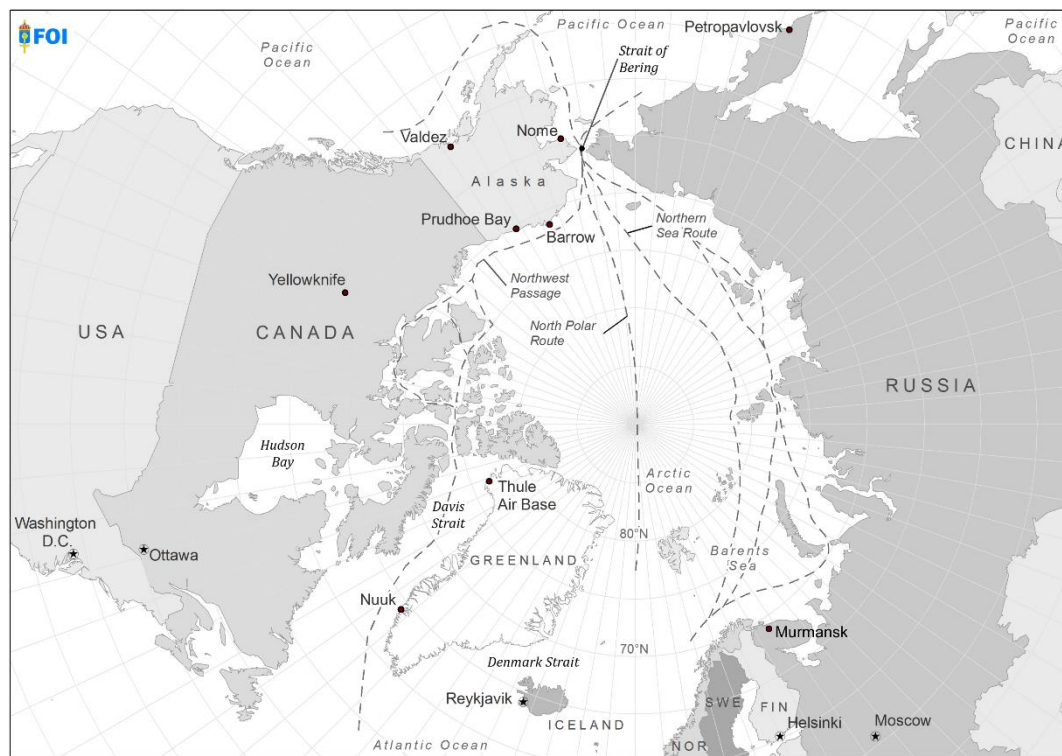 FOI
Pacific Ocean
Petropavlovsk
Pacific
Ocean
Pacific
Ocean
Strait of
Bering
Valdez
Nome
CHINA
Alaska
Prudhoe Bay
Barrow
Northern
Sea Route
Yellowknife
Northwest
Passage
USA
CANADA
North Polar
Route
RUSSIA
Hudson
Bay
Arctic
Ocean
Thule
Air Base
Davis
Strait
Washington
D.C.
Ottawa
80°N
GREENLAND
Barents
Sea
Nuuk
Murmansk
Denmark Strait
70°N
Reykjavik
ICELAND
SWE
FIN
NOR
Helsinki
Moscow
Atlantic Ocean